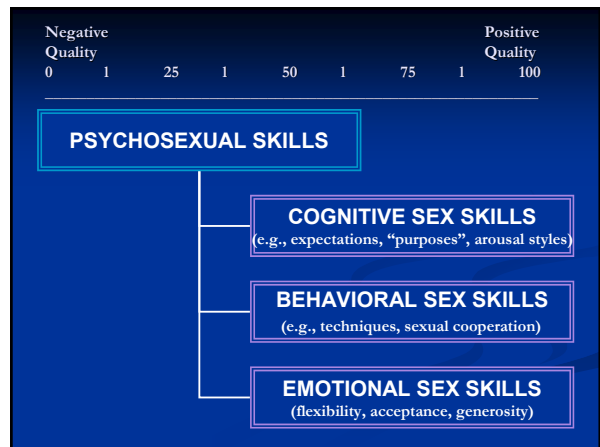 Negative Positive
Quality Quality
0 1 25 1 50 1 75 1 100
PSYCHOSEXUAL SKILLS
COGNITIVE SEX SKILLS
(e.g., expectations, “purposes”, arousal styles)
BEHAVIORAL SEX SKILLS
(e.g., techniques, sexual cooperation)
EMOTIONAL SEX SKILLS
(flexibility, acceptance, generosity)